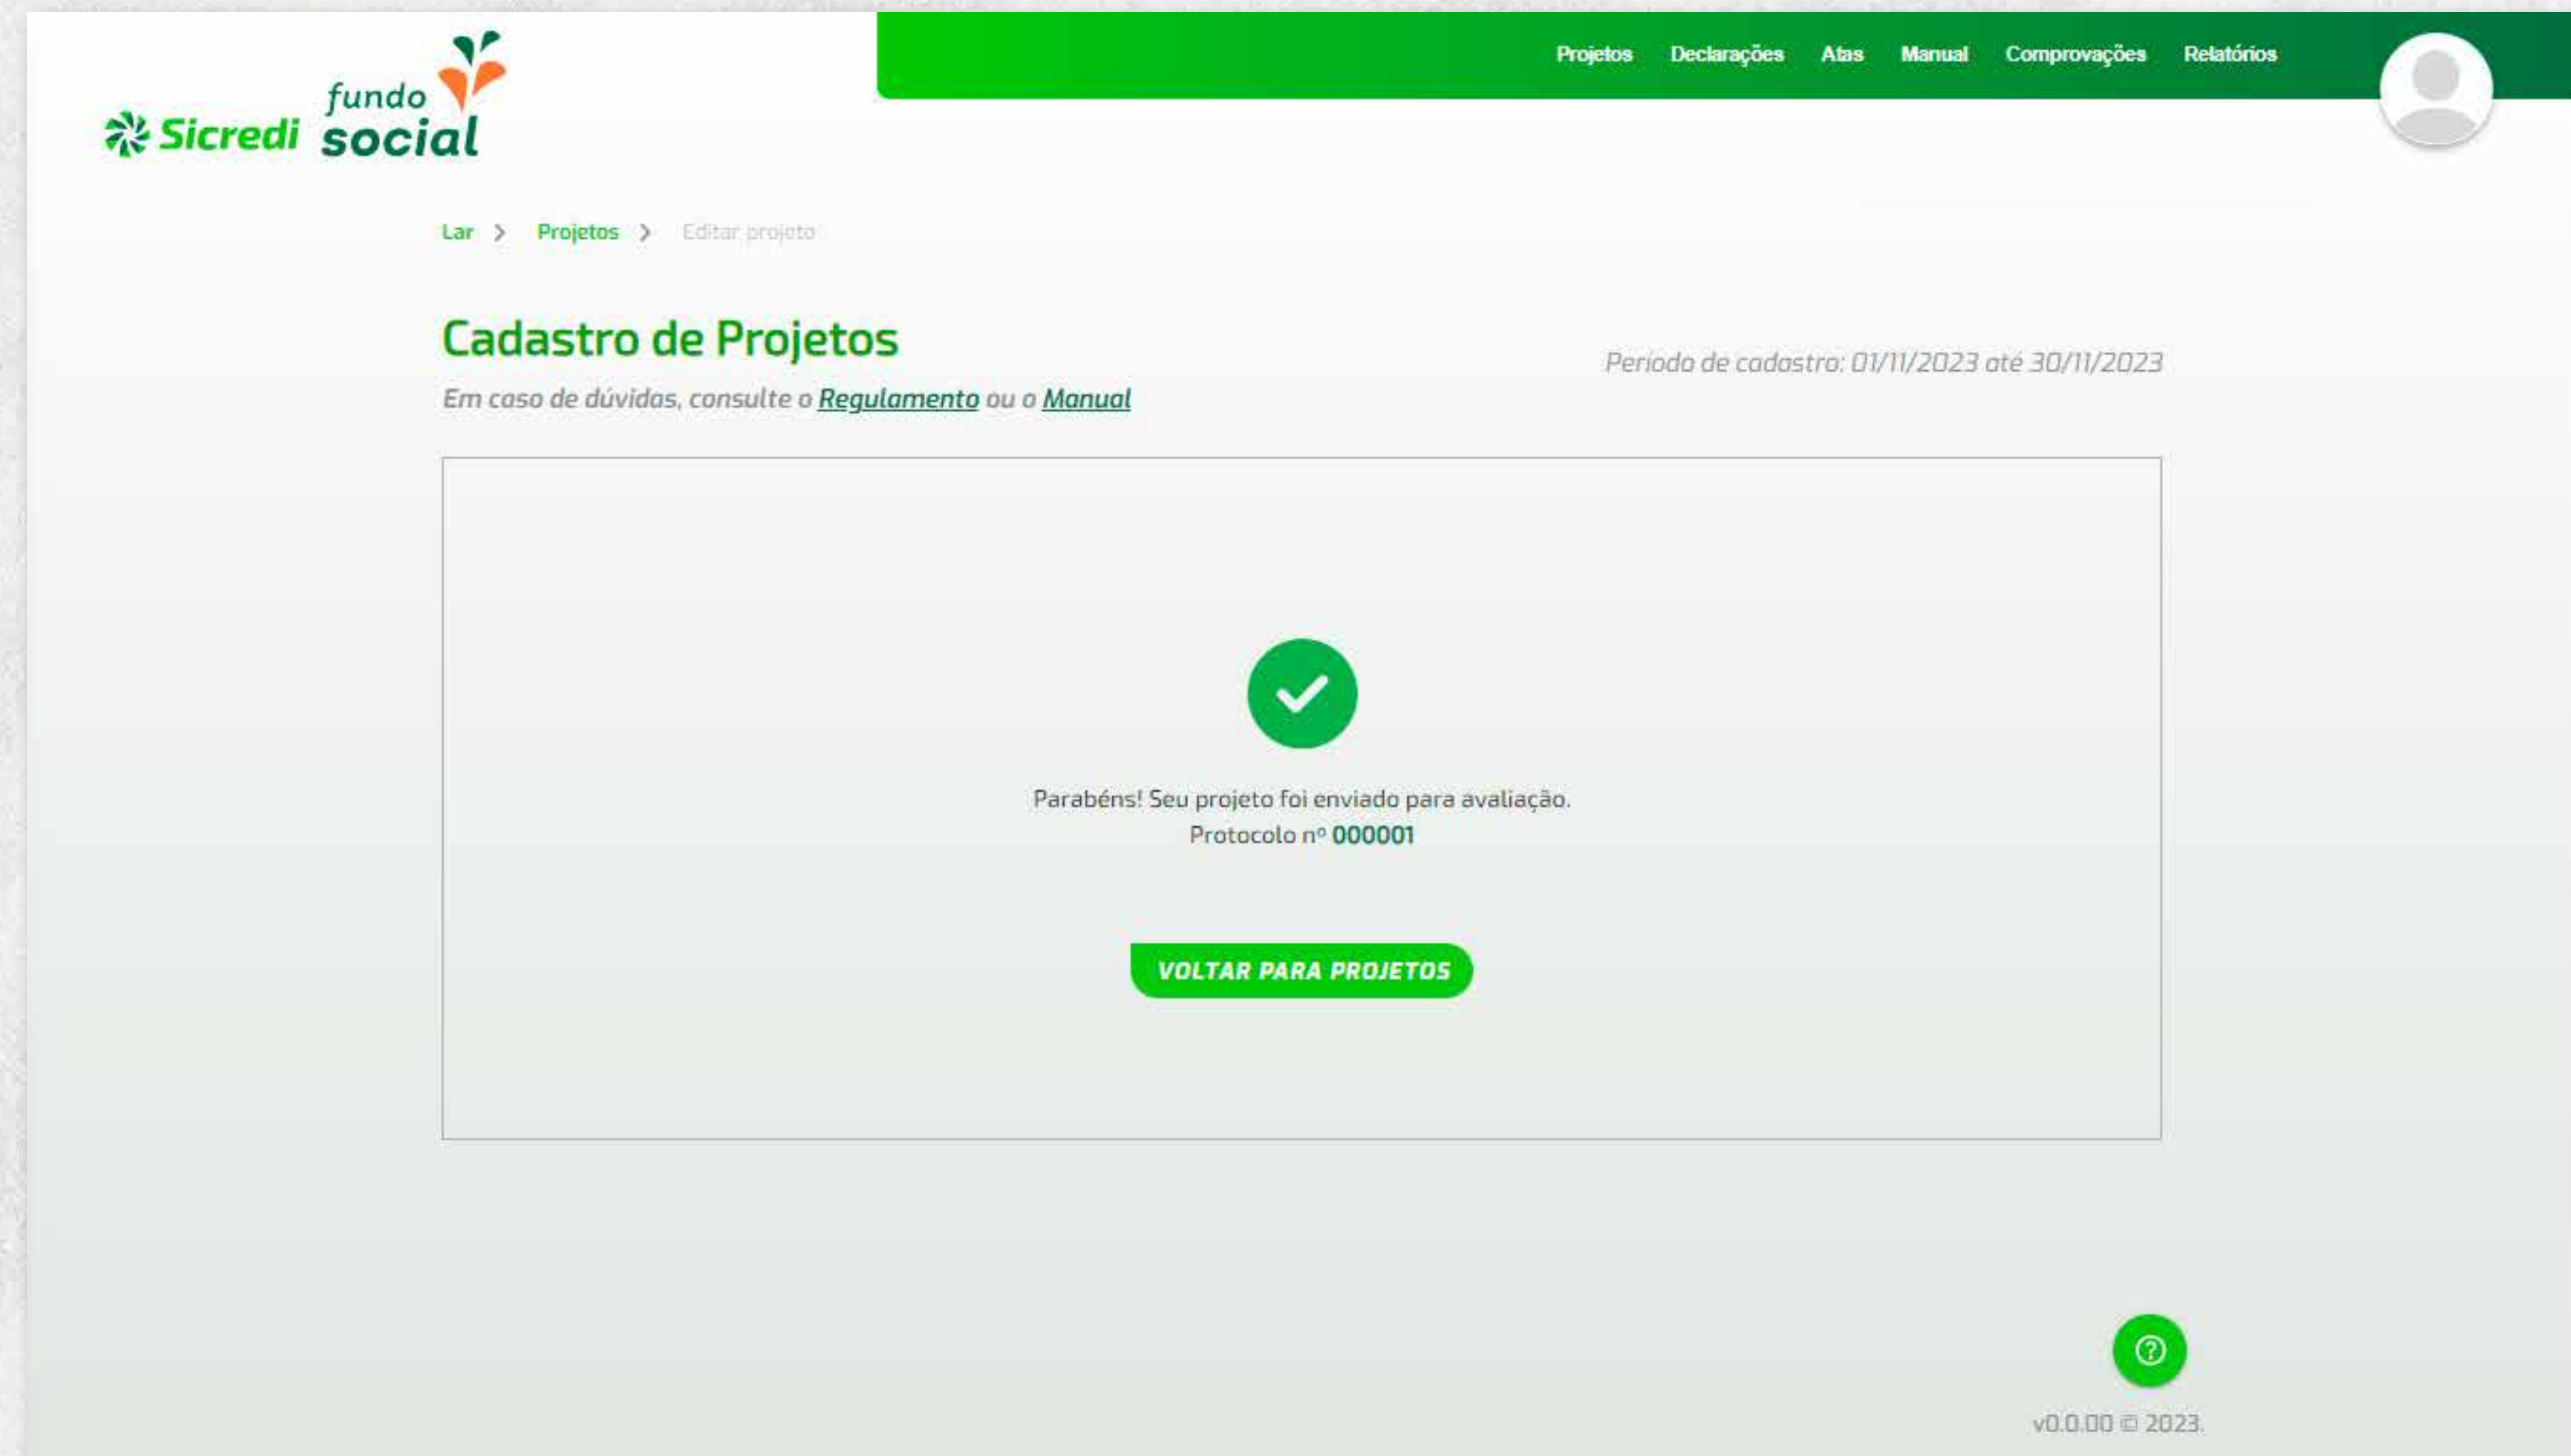 Projetos Declarações Atas Manual Comprovações Relatórios
Sicredi fundo social
Lar > Projetos > Editar projeto
Cadastro de Projetos
Período de cadastro: 01/11/2023 até 30/11/2023
Em caso de dúvidas, consulte o Regulamento ou o Manual
Parabéns! Seu projeto foi enviado para avaliação.
Protocolo nº 000001
VOLTAR PARA PROJETOS
?
v0.0.00 © 2023.